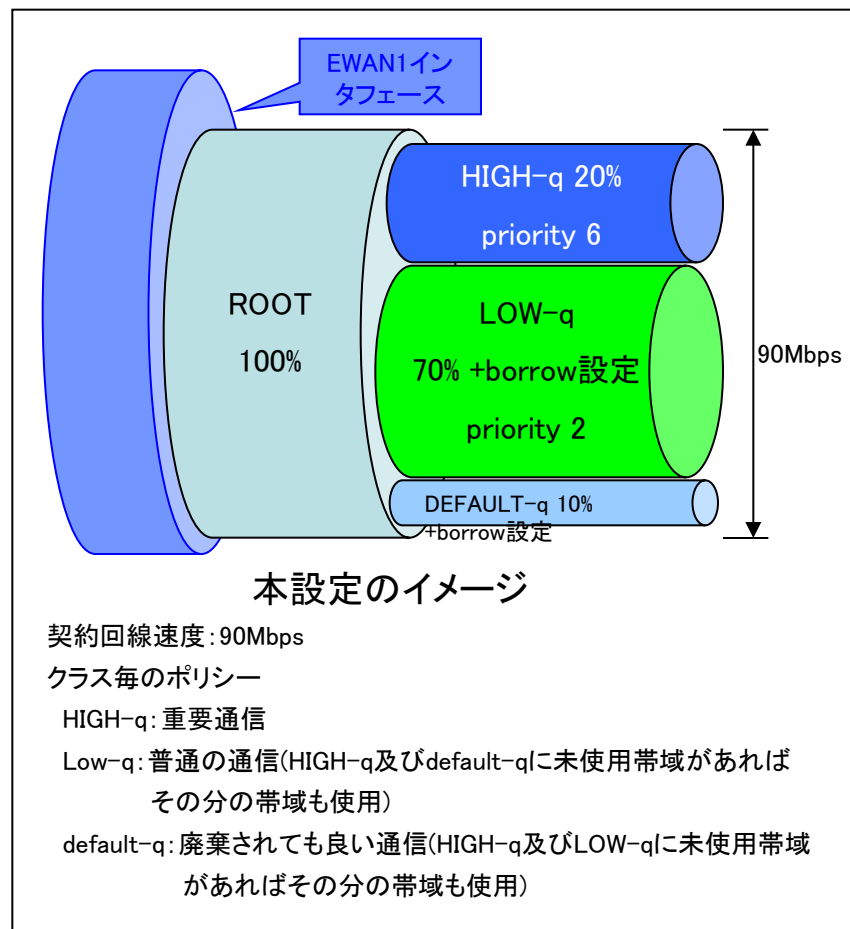 EWAN1イン
タフェース
HIGH-q 20%
priority 6
ROOT
100%
LOW-q
70% +borrow設定
priority 2
90Mbps
DEFAULT-q 10%
+borrow設定
本設定のイメージ
契約回線速度:90Mbps
クラス毎のポリシー
HIGH-q:重要通信
Low-q:普通の通信(HIGH-q及びdefault-qに未使用帯域があれば
その分の帯域も使用)
default-q:廃棄されても良い通信(HIGH-q及びLOW-qに未使用帯域
があればその分の帯域も使用)